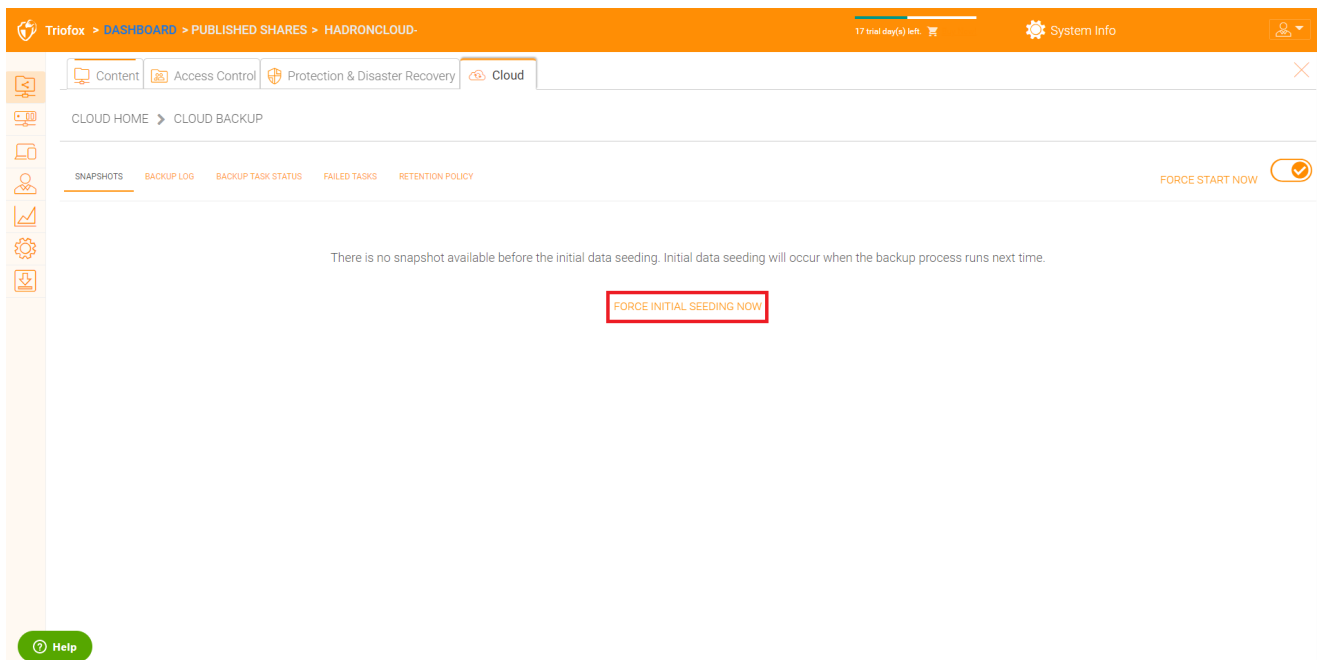 Triofox > DASHBOARD > PUBLISHED SHARES > HADRONCLOUD-
17 trial day(s) left.
System Info
Content
Access Control
Protection & Disaster Recovery
Cloud
CLOUD HOME > CLOUD BACKUP
SNAPSHOTS
BACKUP LOG
BACKUP TASK STATUS
FAILED TASKS
RETENTION POLICY
FORCE START NOW
There is no snapshot available before the initial data seeding. Initial data seeding will occur when the backup process runs next time.
FORCE INITIAL SEEDING NOW
Help